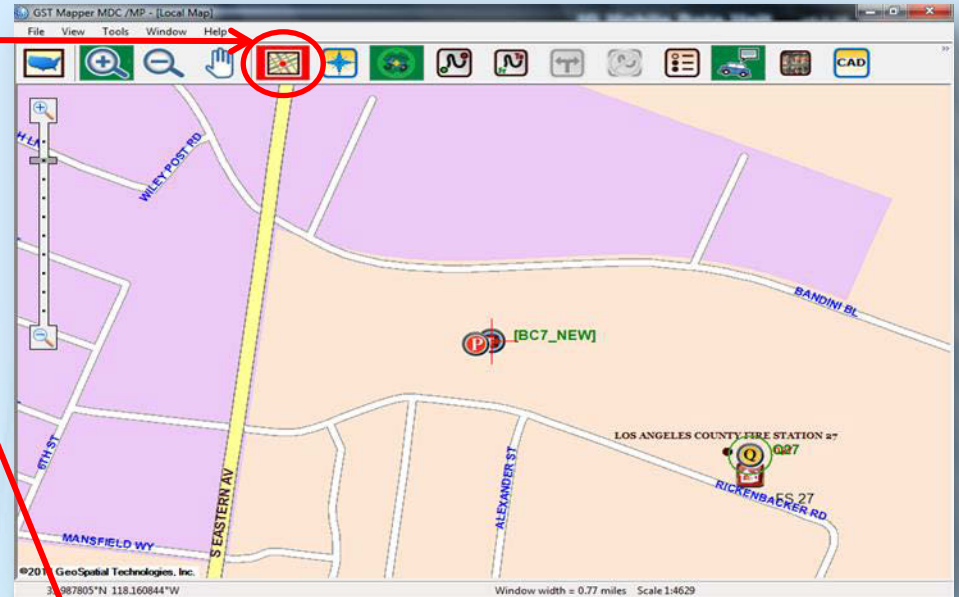 GST Mapper MDC /MP - [Local Map]
File View Tools Window Help
CAD
H LN
WILEY POST RD
BANDINI BL
P
[BC7_NEW]
LOS ANGELES COUNTY FIRE STATION 27
Q
Q27
FS 27
RICKENBACKER RD
6TH ST
ALEXANDER ST
S EASTERN AV
MANSFIELD WY
GeoSpatial Technologies, Inc.
118.160844°W
Window width = 0.77 miles Scale 1:4629